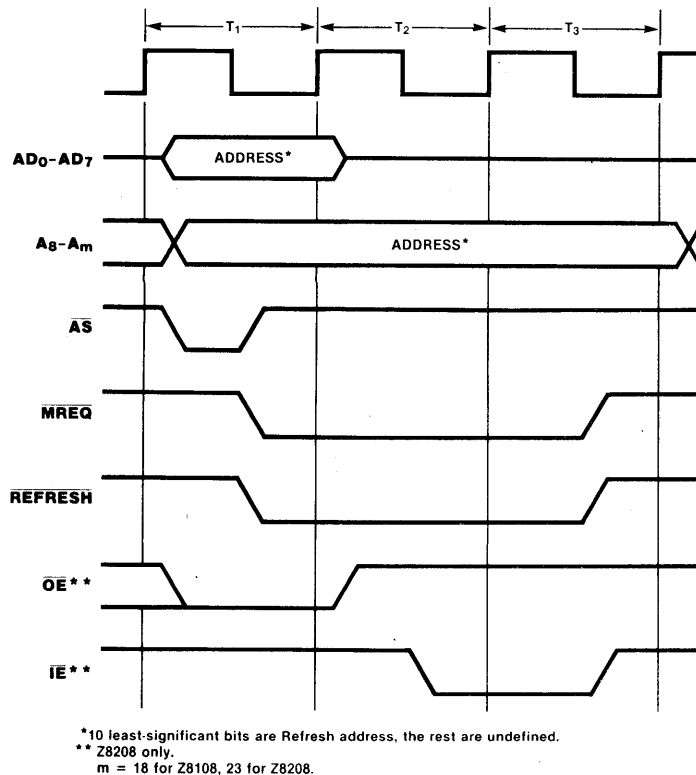 T1 T2 T3
AD0-AD7 ADDRESS*
A8-Am ADDRESS*
AS
MREQ
REFRESH
OE**
IE**
*10 least-significant bits are Refresh address, the rest are undefined.
** Z8208 only.
m = 18 for Z8108, 23 for Z8208.